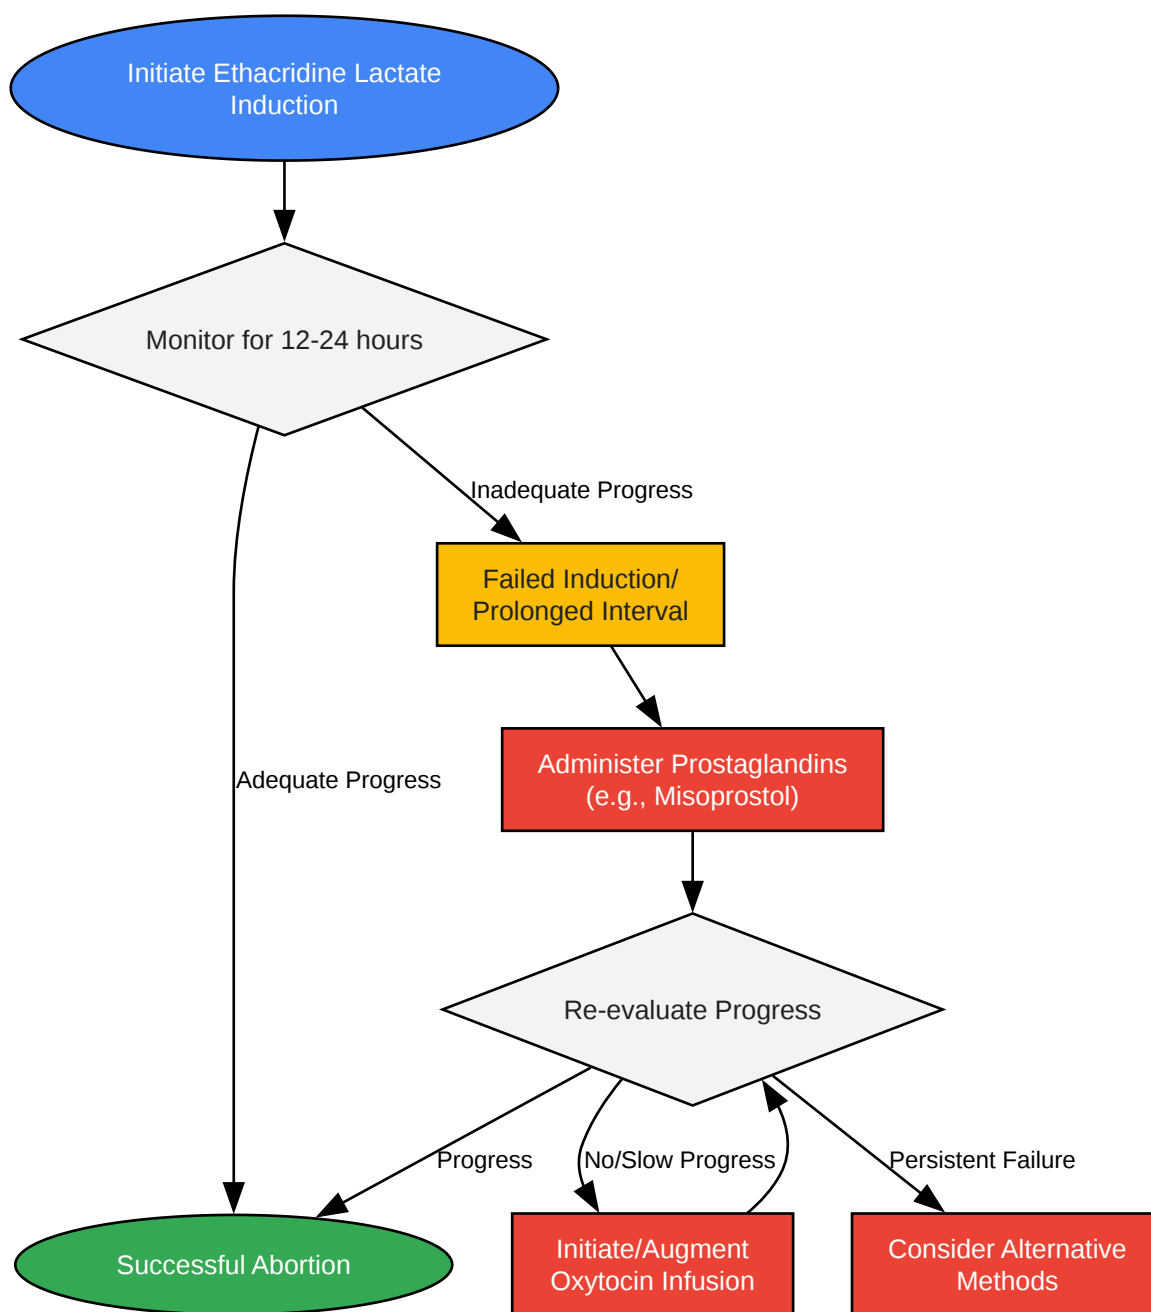 Initiate Ethacridine Lactate
Induction
Monitor for 12-24 hours
Inadequate Progress
Failed Induction/
Prolonged Interval
Adequate Progress
Administer Prostaglandins
(e.g., Misoprostol)
Re-evaluate Progress
Progress
No/Slow Progress
Persistent Failure
Successful Abortion
Initiate/Augment
Oxytocin Infusion
Consider Alternative
Methods